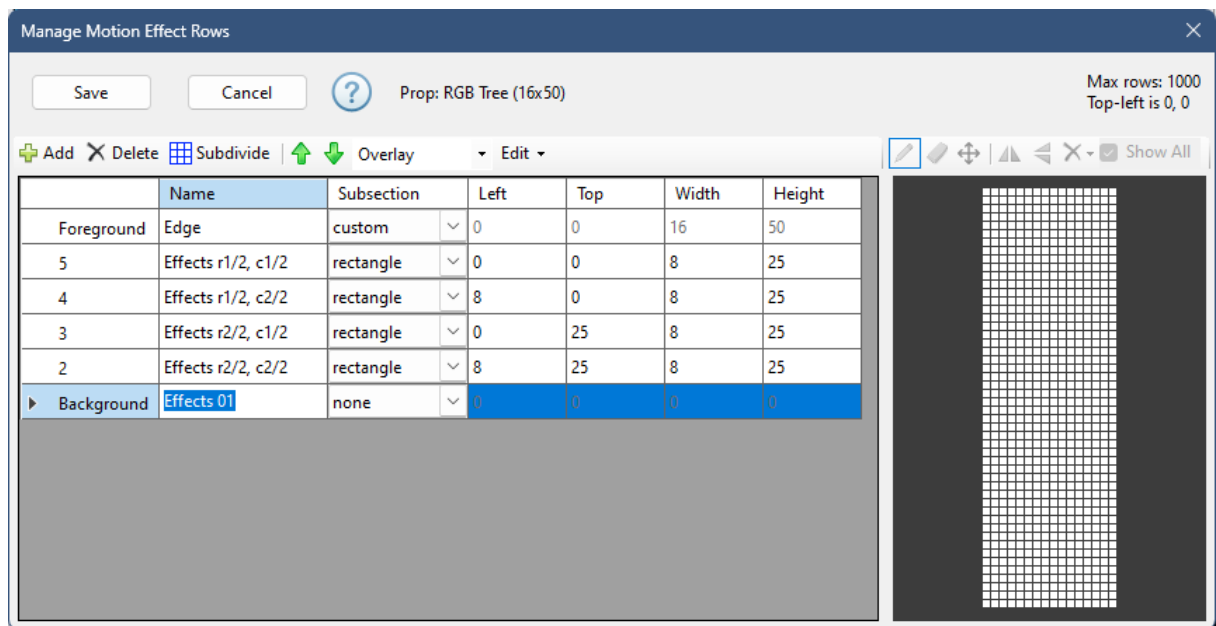 Manage Motion Effect Rows
Save Cancel ? Prop: RGB Tree (16x50) Max rows: 1000
Top-left is 0, 0
Add Delete Subdivide Overlay Edit Show All
Name Subsection Left Top Width Height
Foreground Edge custom 0 0 16 50
5 Effects r1/2, c1/2 rectangle 0 0 8 25
4 Effects r1/2, c2/2 rectangle 8 0 8 25
3 Effects r2/2, c1/2 rectangle 0 25 8 25
2 Effects r2/2, c2/2 rectangle 8 25 8 25
Background Effects 01 none 0 0 0 0